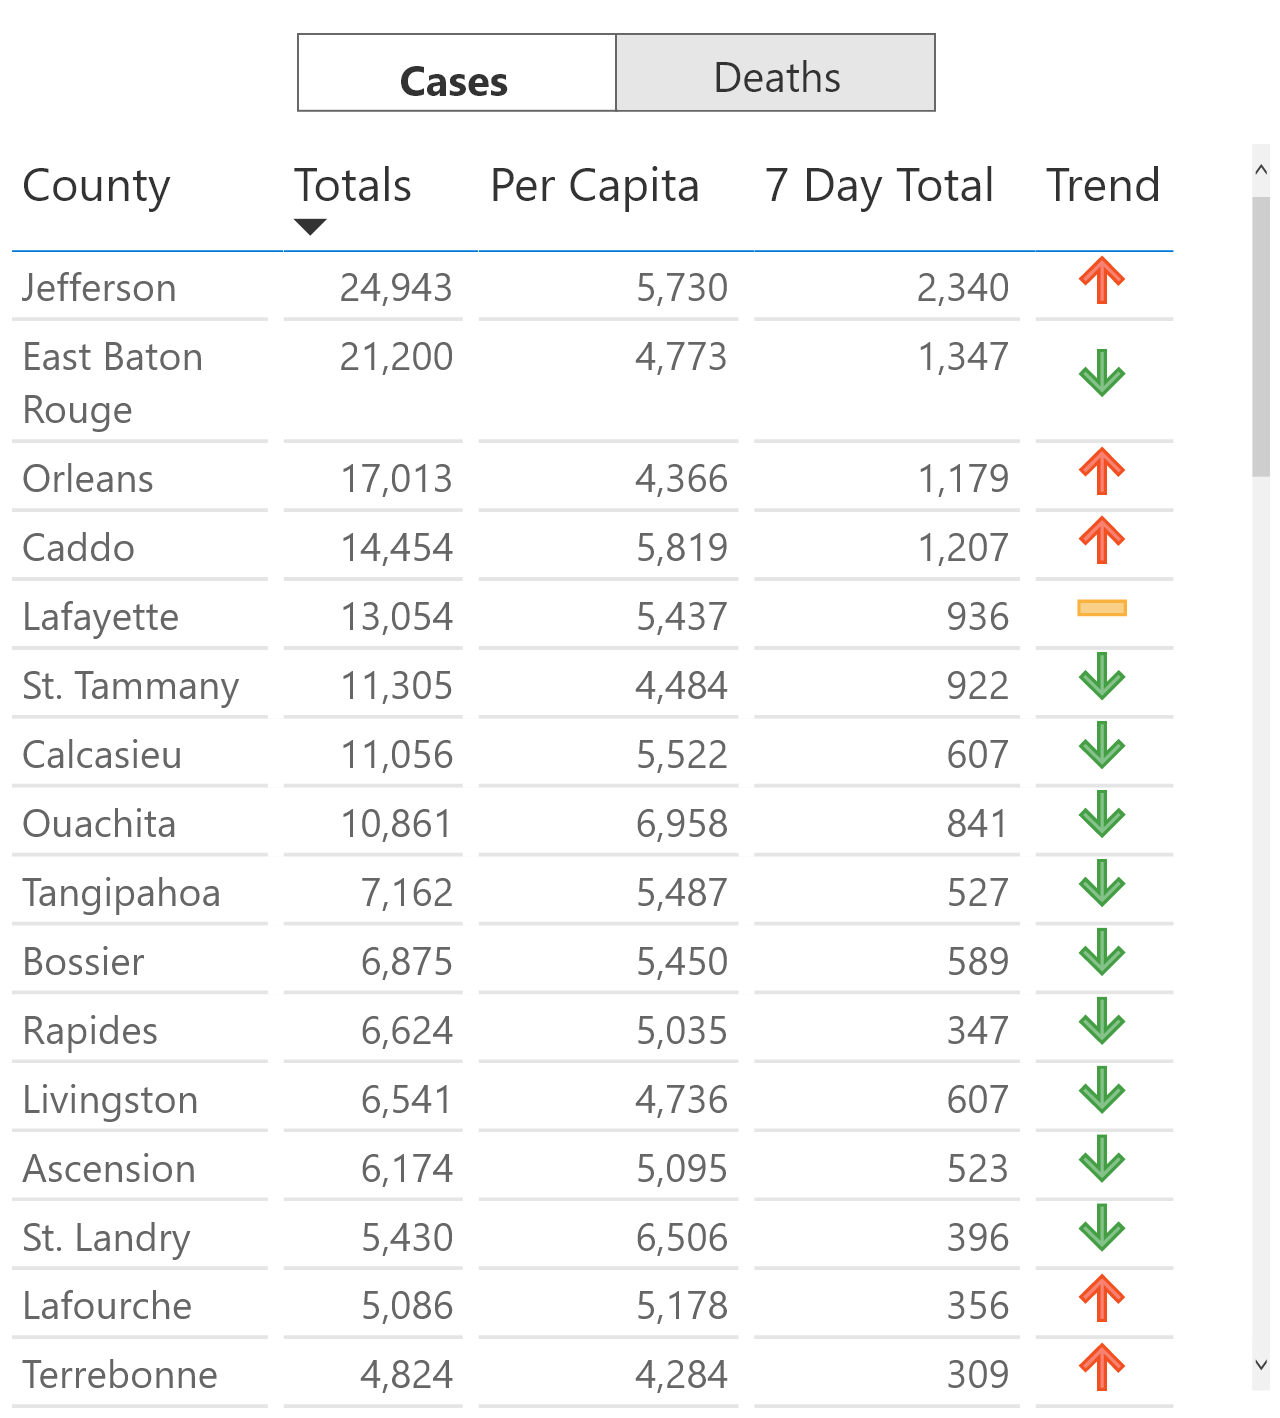 Cases Deaths
County Totals Per Capita 7 Day Total Trend
Jefferson 24,943 5,730 2,340
East Baton 21,200 4,773 1,347
Rouge
Orleans 17,013 4,366 1,179
Caddo 14,454 5,819 1,207
Lafayette 13,054 5,437 936
St. Tammany 11,305 4,484 922
Calcasieu 11,056 5,522 607
Ouachita 10,861 6,958 841
Tangipahoa 7,162 5,487 527
Bossier 6,875 5,450 589
Rapides 6,624 5,035 347
Livingston 6,541 4,736 607
Ascension 6,174 5,095 523
St. Landry 5,430 6,506 396
Lafourche 5,086 5,178 356
Terrebonne 4,824 4,284 309